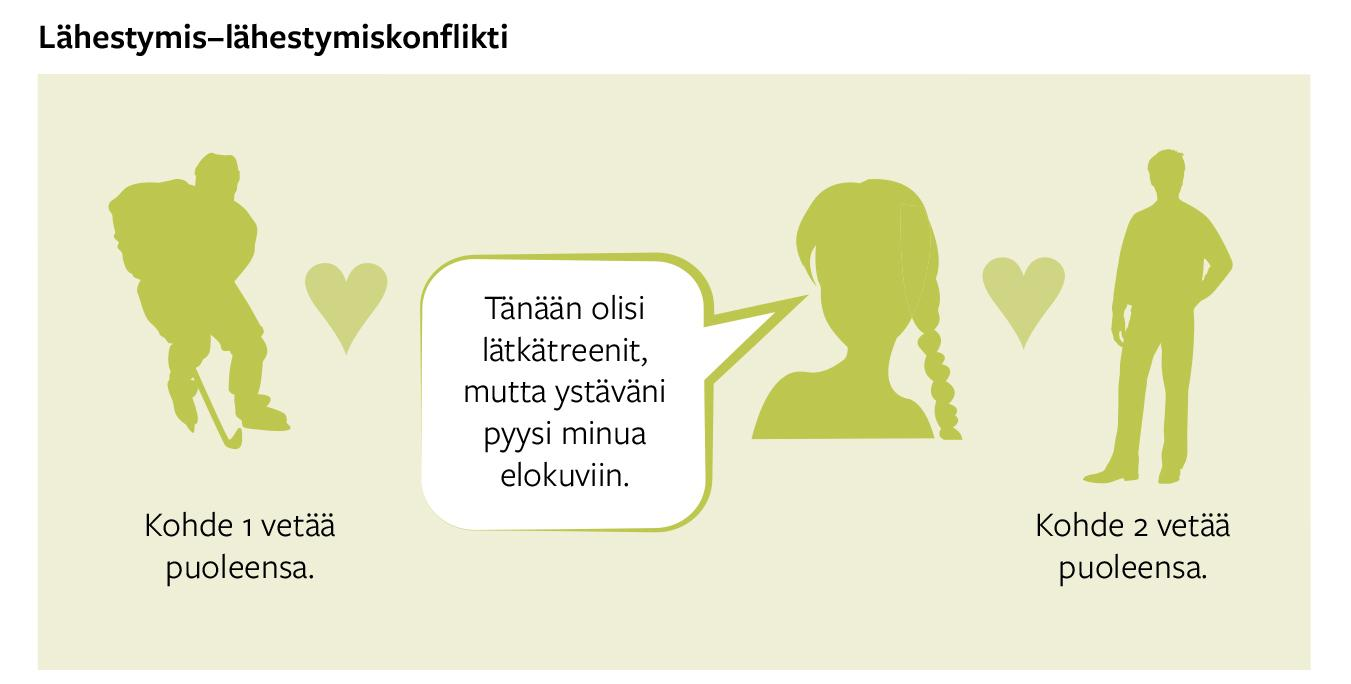 Lähestymis–lähestymiskonflikti
Tänään olisi
lätkätreenit,
mutta ystäväni
pyysi minua
elokuviin.
Kohde 1 vetää
puoleensa.
Kohde 2 vetää
puoleensa.